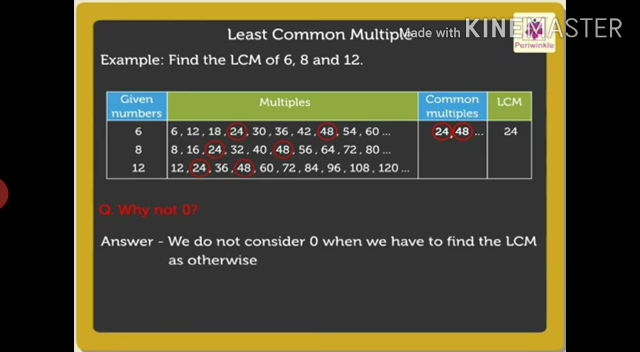 Least Common Multiple
Made with KINEMASTER
Periwinkle
Example: Find the LCM of 6, 8 and 12.
Given numbers Multiples Common multiples LCM
6 6 , 12 , 18 , 24 , 30 , 36 , 42 , 48 , 54 , 60 ... 24 , 48 ... 24
8 8 , 16 , 24 , 32 , 40 , 48 , 56 , 64 , 72 , 80 ...
12 12 , 24 , 36 , 48 , 60 , 72 , 84 , 96 , 108 , 120 ...
Q. Why not 0?
Answer - We do not consider 0 when we have to find the LCM
as otherwise